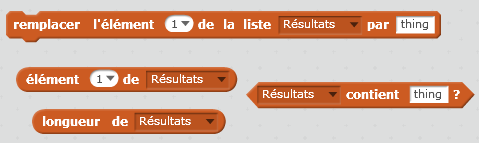 remplacer l'élément 1 de la liste Résultats par thing
élément 1 de Résultats
Résultats contient thing ?
longueur de Résultats